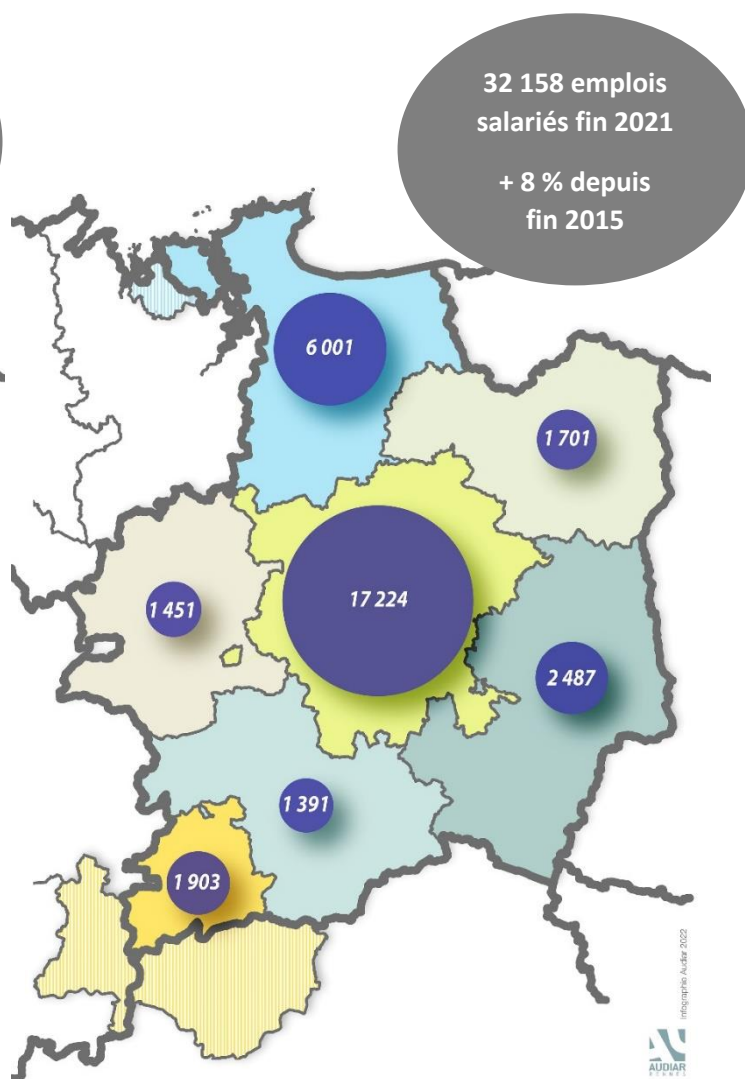 32 158 emplois
salariés fin 2021
+ 8 % depuis
fin 2015
6 001
1 701
17 224
1 451
2 487
1 391
1 903
Infographie Audiar 2022
AUDIAR
RENNES